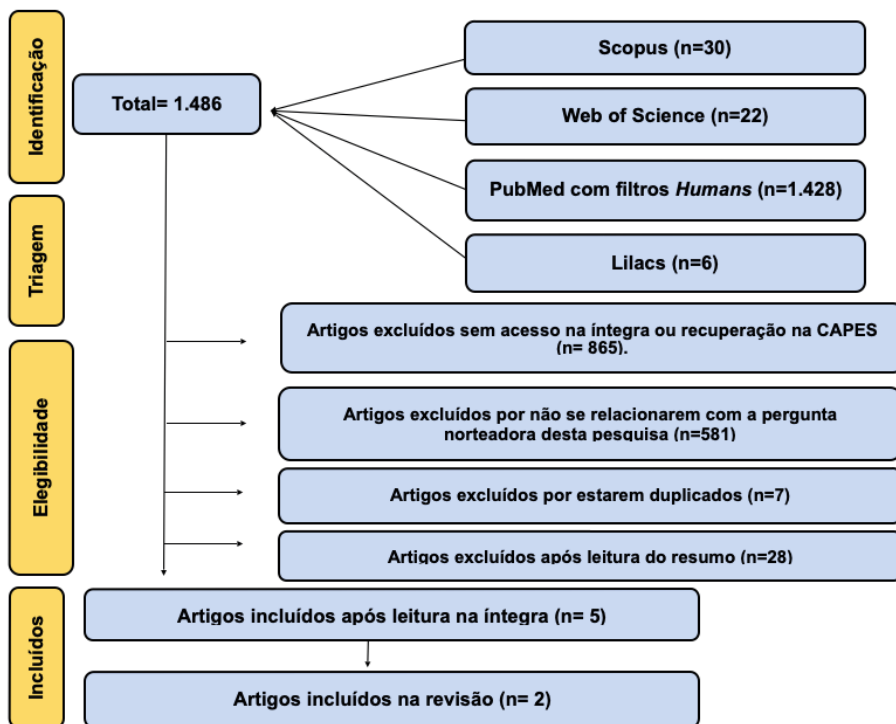 Identificação
Total= 1.486
Scopus (n=30)
Web of Science (n=22)
PubMed com filtros Humans (n=1.428)
Lilacs (n=6)
Triagem
Artigos excluídos sem acesso na íntegra ou recuperação na CAPES
(n= 865).
Elegibilidade
Artigos excluídos por não se relacionarem com a pergunta
norteadora desta pesquisa (n=581)
Artigos excluídos por estarem duplicados (n=7)
Artigos excluídos após leitura do resumo (n=28)
Incluídos
Artigos incluídos após leitura na íntegra (n= 5)
Artigos incluídos na revisão (n= 2)